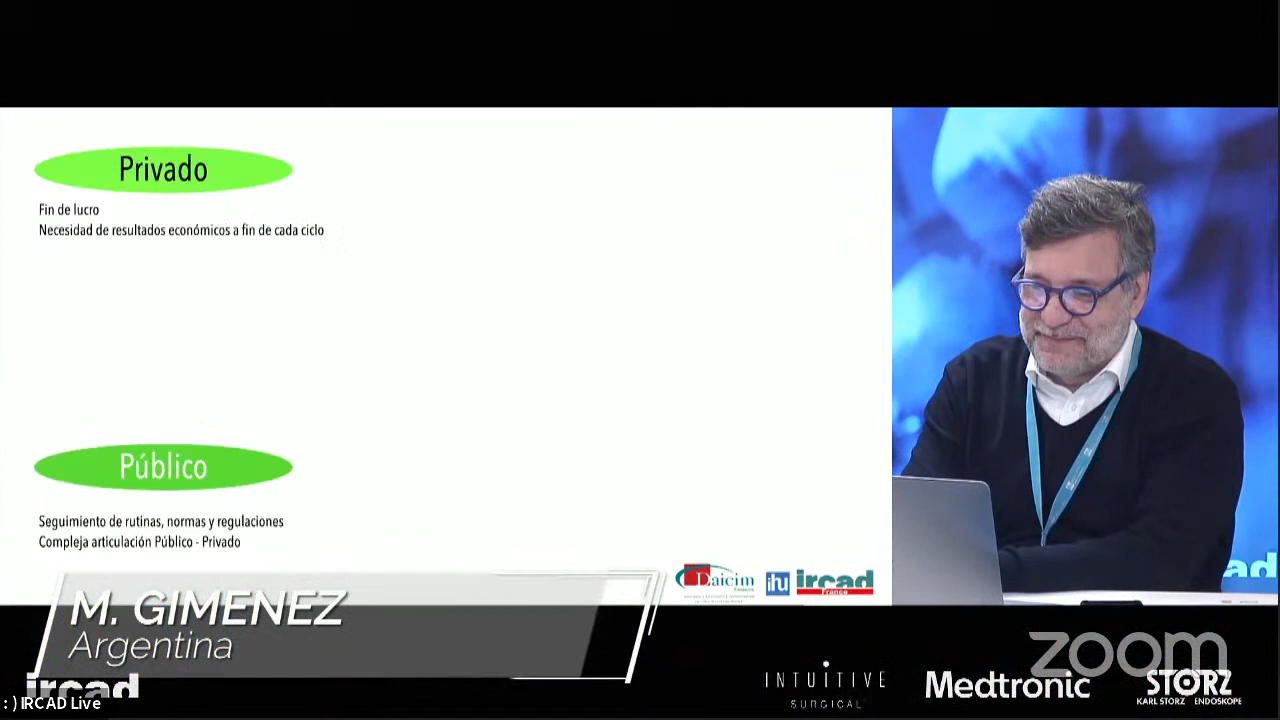 Privado
Fin de lucro
Necesidad de resultados económicos a fin de cada ciclo
Público
Seguimiento de rutinas, normas y regulaciones
Compleja articulación Público - Privado
Daicim
ihu
ircad
France
M. GIMENEZ
Argentina
ad
zoom
ircad
INTUITIVE
SURGICAL
Medtronic
STORZ
KARL STORZ ENDOSKOPE
:) IRCAD Live